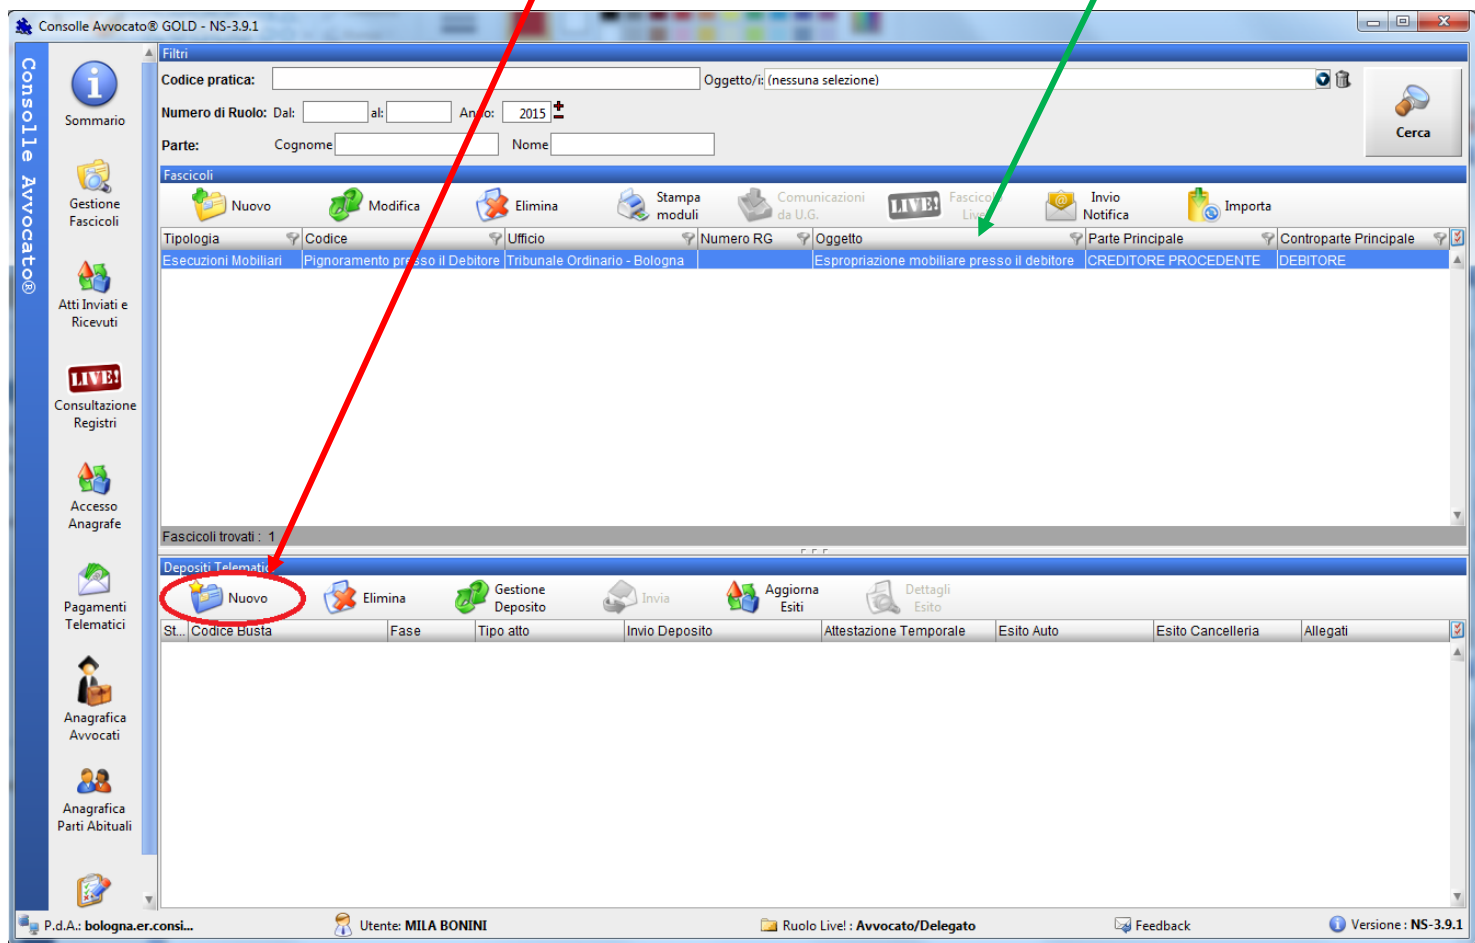 Consolle Avvocato® GOLD - NS-3.9.1
Consolle Avvocato®
Sommario
Gestione
Fascicoli
Atti Inviati e
Ricevuti
LIVE!
Consultazione
Registri
Accesso
Anagrafe
Pagamenti
Telematici
Anagrafica
Avvocati
Anagrafica
Parti Abituali
Filtri
Codice pratica: Oggetto/i: (nessuna selezione)
Numero di Ruolo: Dal: al: Anno: 2015
Parte: Cognome Nome
Cerca
Fascicoli
Nuovo Modifica Elimina Stampa moduli Comunicazioni da U.G. LIVE! Fascicolo Live Invio Notifica Importa
Tipologia Codice Ufficio Numero RG Oggetto Parte Principale Controparte Principale
Esecuzioni Mobiliari Pignoramento presso il Debitore Tribunale Ordinario - Bologna Espropriazione mobiliare presso il debitore CREDITORE PROCEDENTE DEBITORE
Fascicoli trovati : 1
Depositi Telematici
Nuovo Elimina Gestione Deposito Invia Aggiorna Esiti Dettagli Esito
St... Codice Busta Fase Tipo atto Invio Deposito Attestazione Temporale Esito Auto Esito Cancelleria Allegati
P.d.A.: bologna.er.consi... Utente: MILA BONINI Ruolo Live! : Avvocato/Delegato Feedback Versione : NS-3.9.1